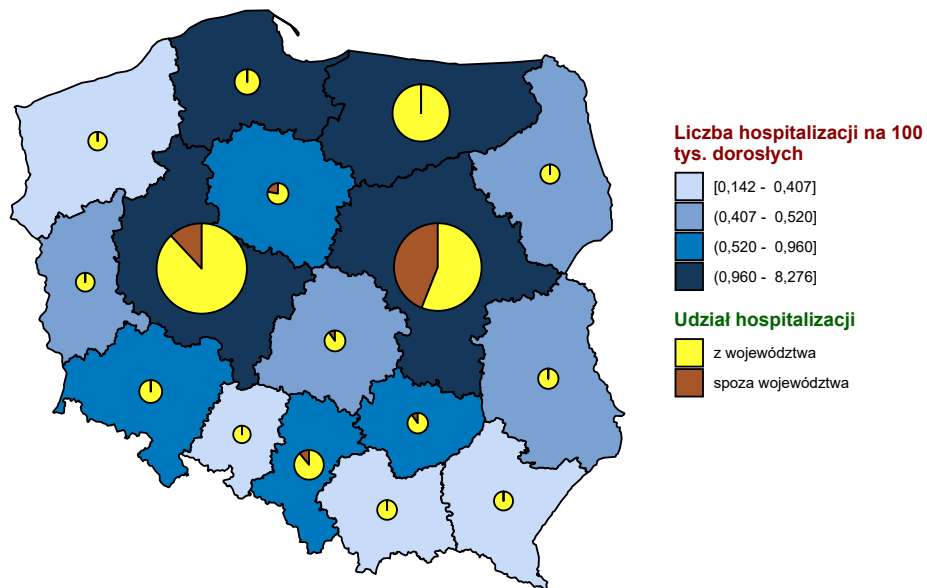 Liczba hospitalizacji na 100
tys. dorosłych
[0,142 - 0,407]
(0,407 - 0,520]
(0,520 - 0,960]
(0,960 - 8,276]
Udział hospitalizacji
z województwa
spoza województwa